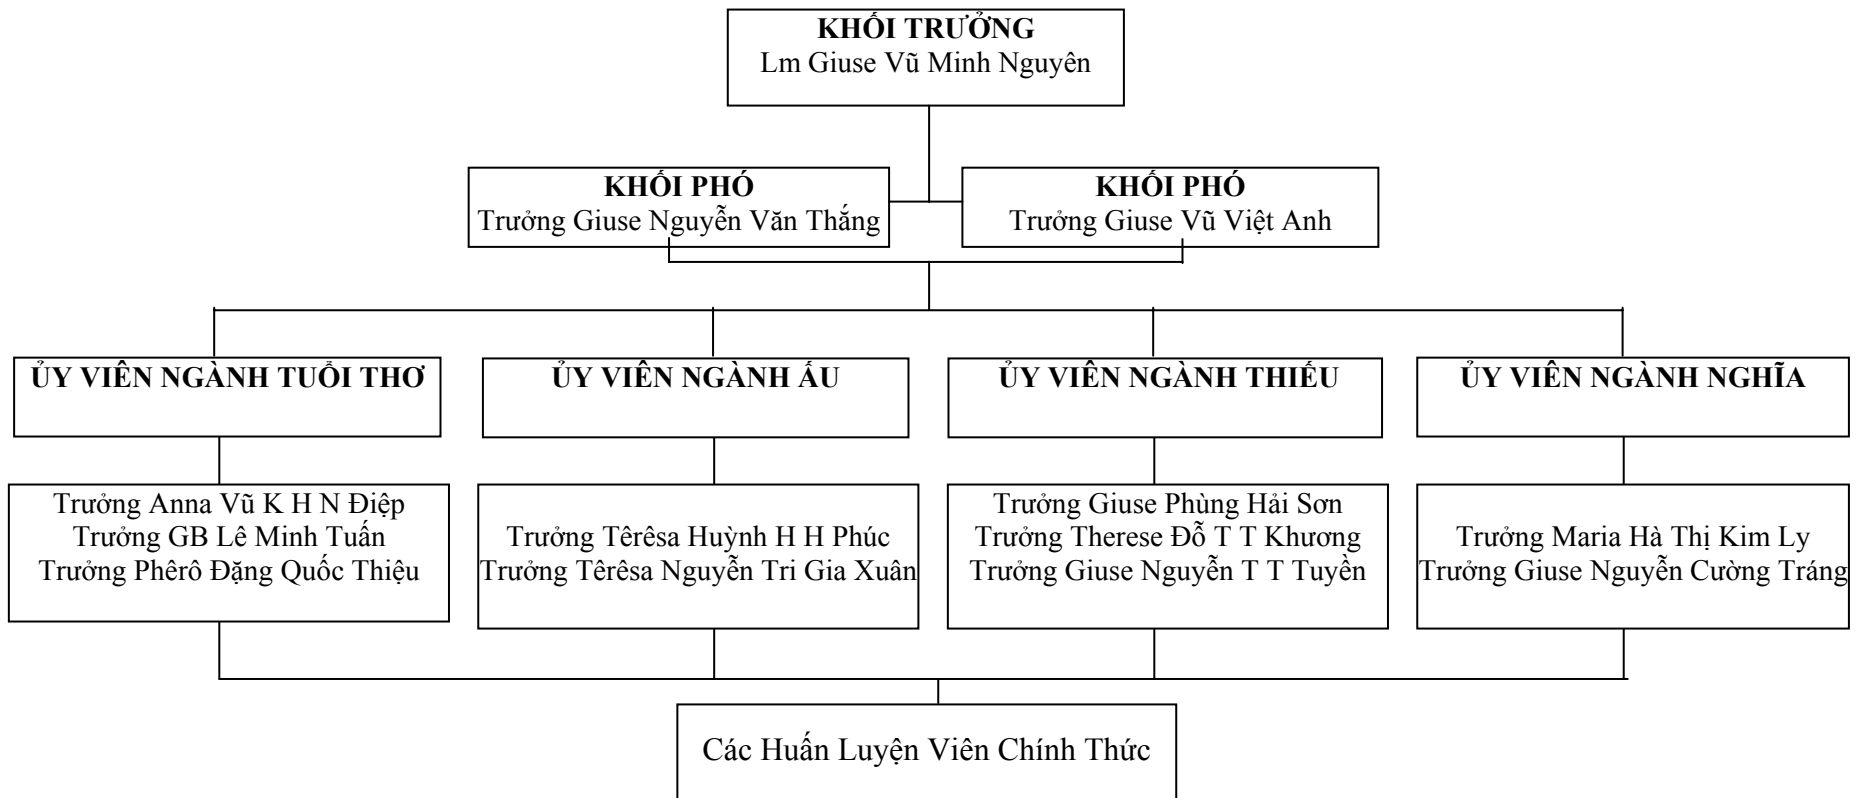 KHỐI TRƯỞNG
Lm Giuse Vũ Minh Nguyên
KHỐI PHÓ
Trưởng Giuse Nguyễn Văn Thắng
KHỐI PHÓ
Trưởng Giuse Vũ Việt Anh
ỦY VIÊN NGÀNH TUỔI THƠ
ỦY VIÊN NGÀNH ẤU
ỦY VIÊN NGÀNH THIẾU
ỦY VIÊN NGÀNH NGHĨA
Trưởng Anna Vũ K H N Điệp
Trưởng GB Lê Minh Tuấn
Trưởng Phêrô Đặng Quốc Thiệu
Trưởng Têrêsa Huỳnh H H Phúc
Trưởng Têrêsa Nguyễn Tri Gia Xuân
Trưởng Giuse Phùng Hải Sơn
Trưởng Therese Đỗ T T Khương
Trưởng Giuse Nguyễn T T Tuyền
Trưởng Maria Hà Thị Kim Ly
Trưởng Giuse Nguyễn Cường Tráng
Các Huấn Luyện Viên Chính Thức